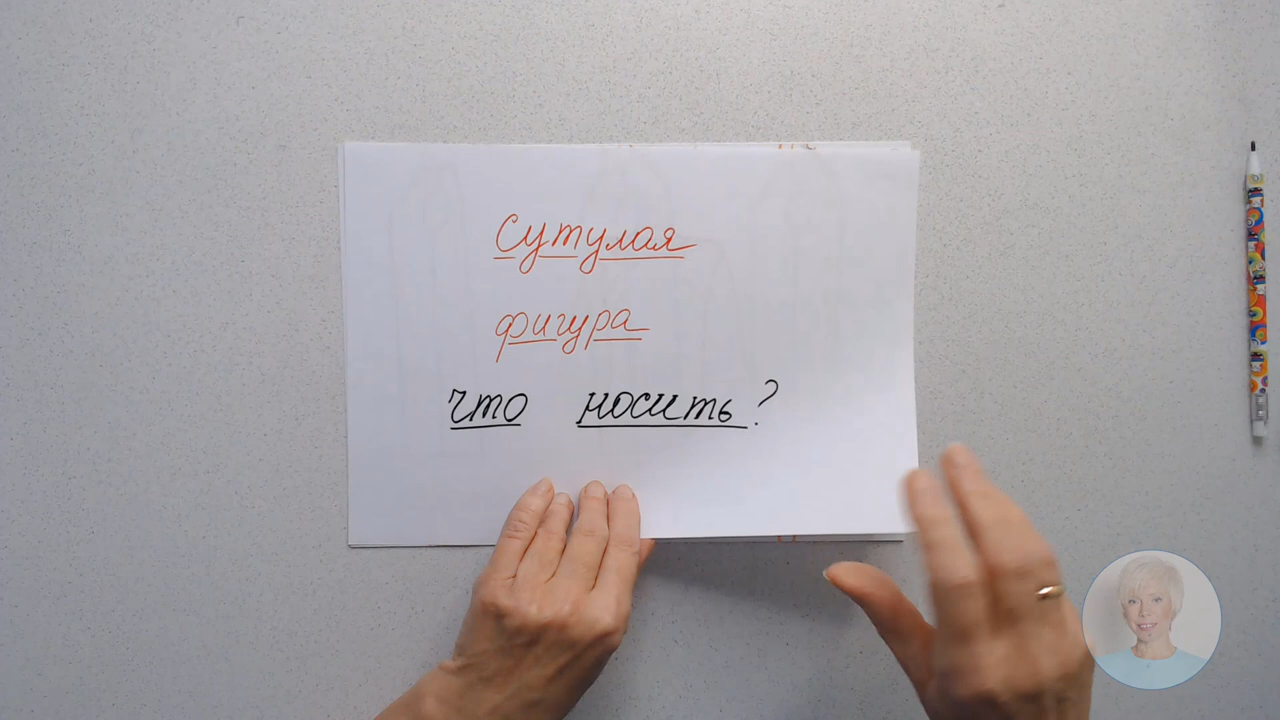 Сутулая
фигура
что носить?